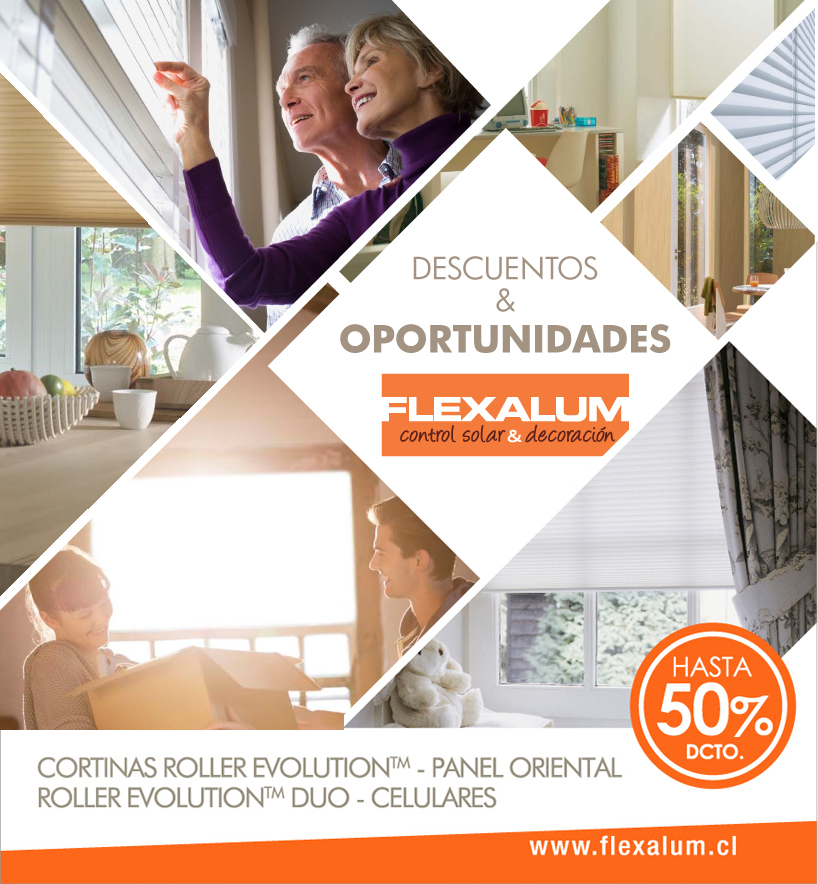 DESCUENTOS
&
OPORTUNIDADES
FLEXALUM
control solar & decoración
HASTA
50%
DCTO.
CORTINAS ROLLER EVOLUTION™ - PANEL ORIENTAL
ROLLER EVOLUTION™ DUO - CELULARES
www.flexalum.cl